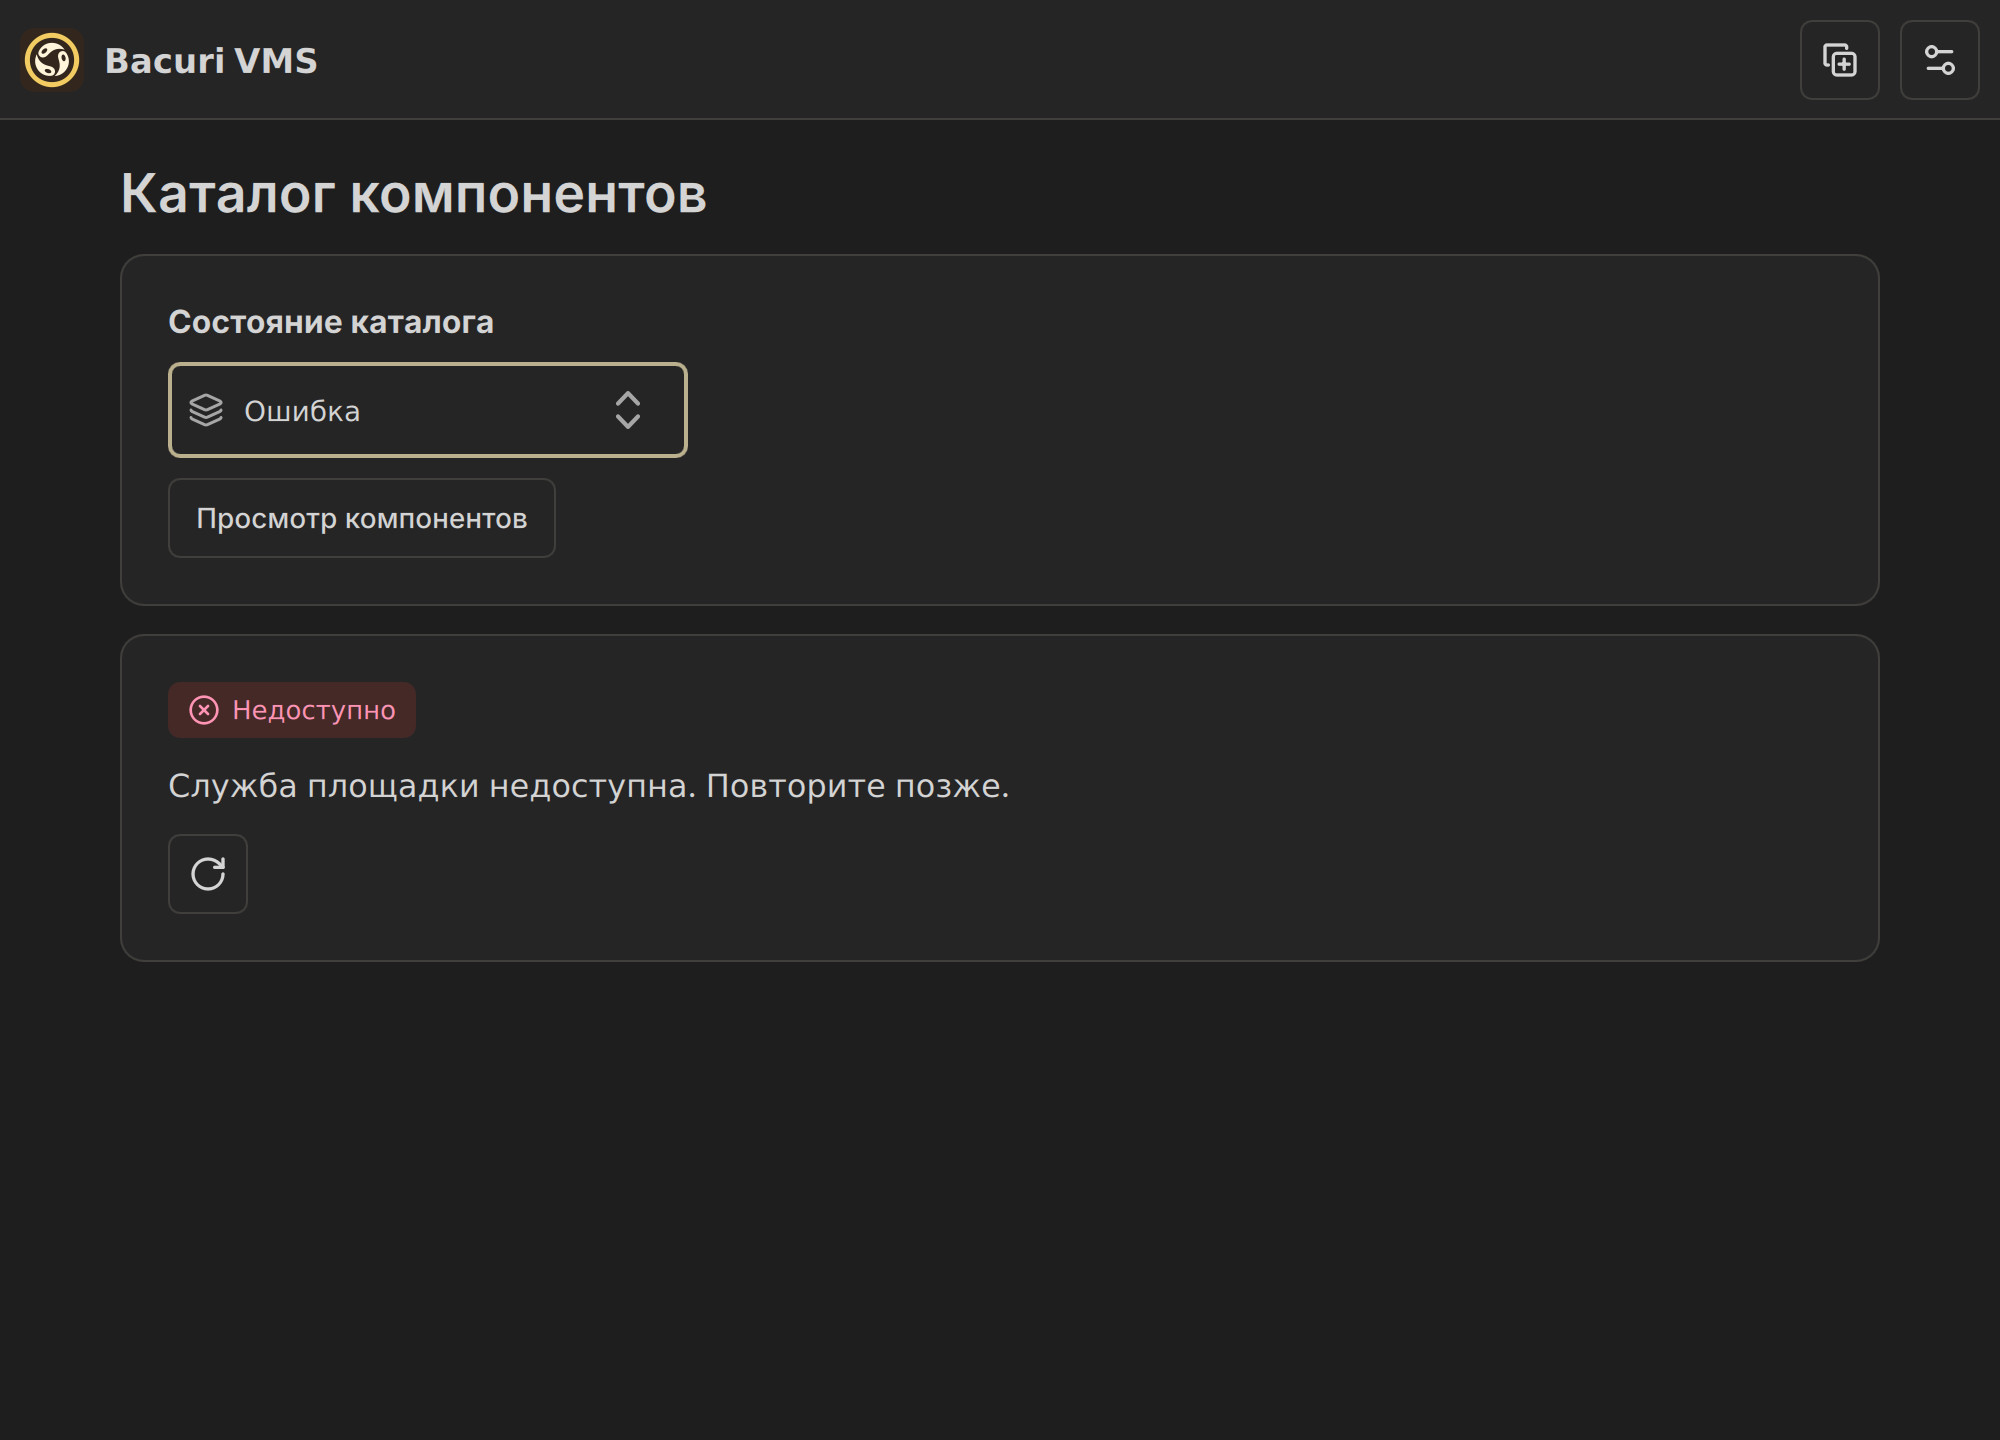 Bacuri VMS
Каталог компонентов
Состояние каталога
Ошибка
Просмотр компонентов
Недоступно
Служба площадки недоступна. Повторите позже.